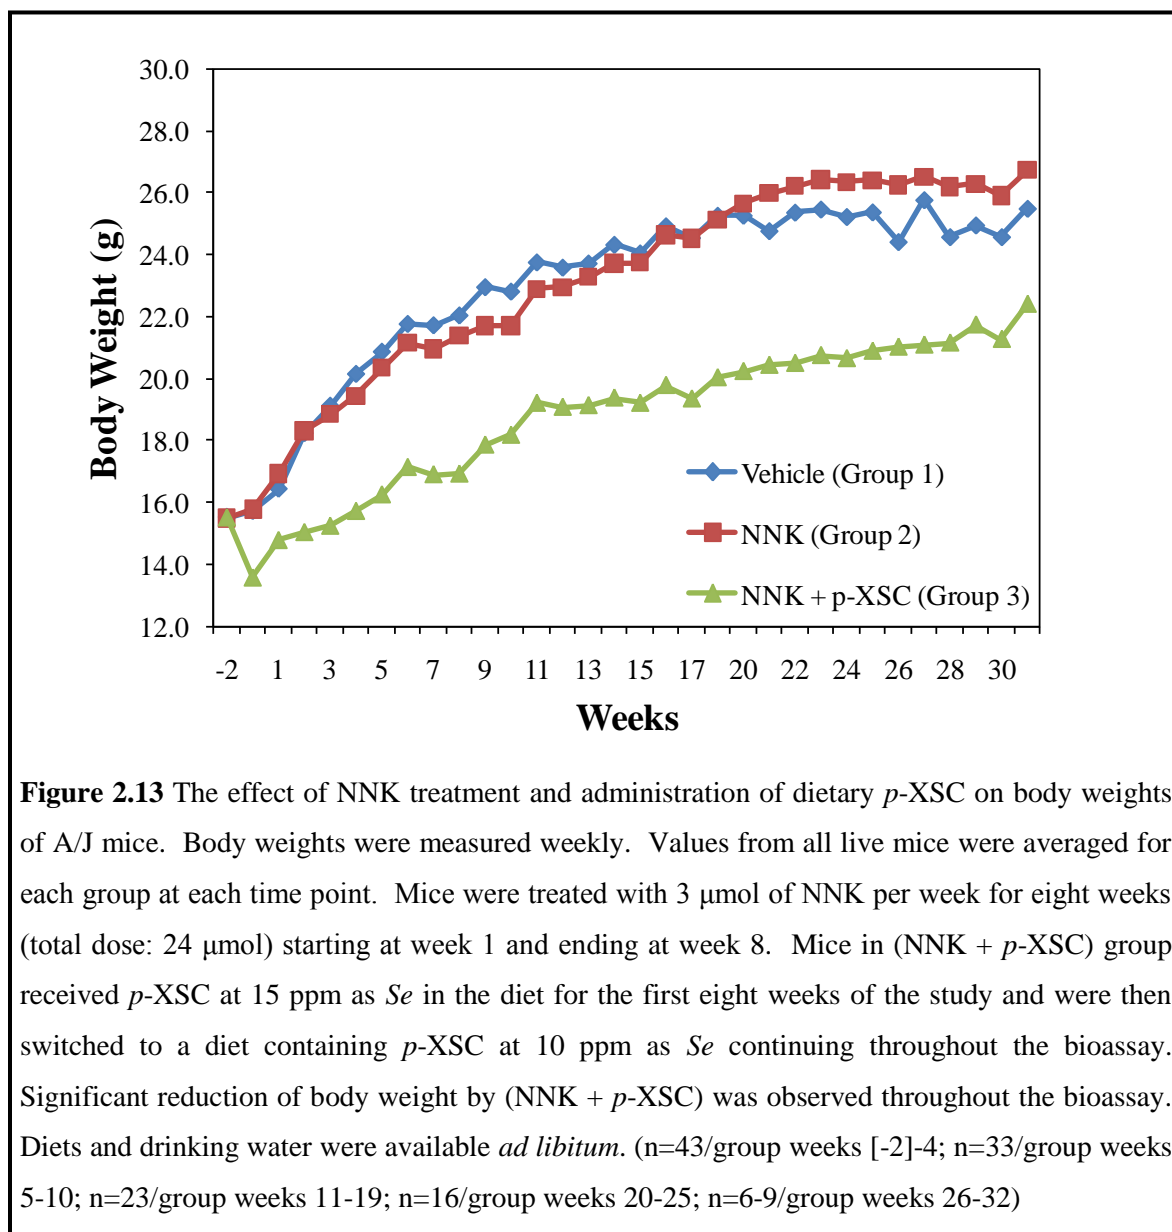 30.0
28.0
26.0
24.0
22.0
20.0
18.0
16.0
14.0
12.0
Body Weight (g)
Vehicle (Group 1)
NNK (Group 2)
NNK + p-XSC (Group 3)
-2 1 3 5 7 9 11 13 15 17 20 22 24 26 28 30
Weeks
Figure 2.13 The effect of NNK treatment and administration of dietary p-XSC on body weights
of A/J mice. Body weights were measured weekly. Values from all live mice were averaged for
each group at each time point. Mice were treated with 3 μmol of NNK per week for eight weeks
(total dose: 24 μmol) starting at week 1 and ending at week 8. Mice in (NNK + p-XSC) group
received p-XSC at 15 ppm as Se in the diet for the first eight weeks of the study and were then
switched to a diet containing p-XSC at 10 ppm as Se continuing throughout the bioassay.
Significant reduction of body weight by (NNK + p-XSC) was observed throughout the bioassay.
Diets and drinking water were available ad libitum. (n=43/group weeks [-2]-4; n=33/group weeks
5-10; n=23/group weeks 11-19; n=16/group weeks 20-25; n=6-9/group weeks 26-32)